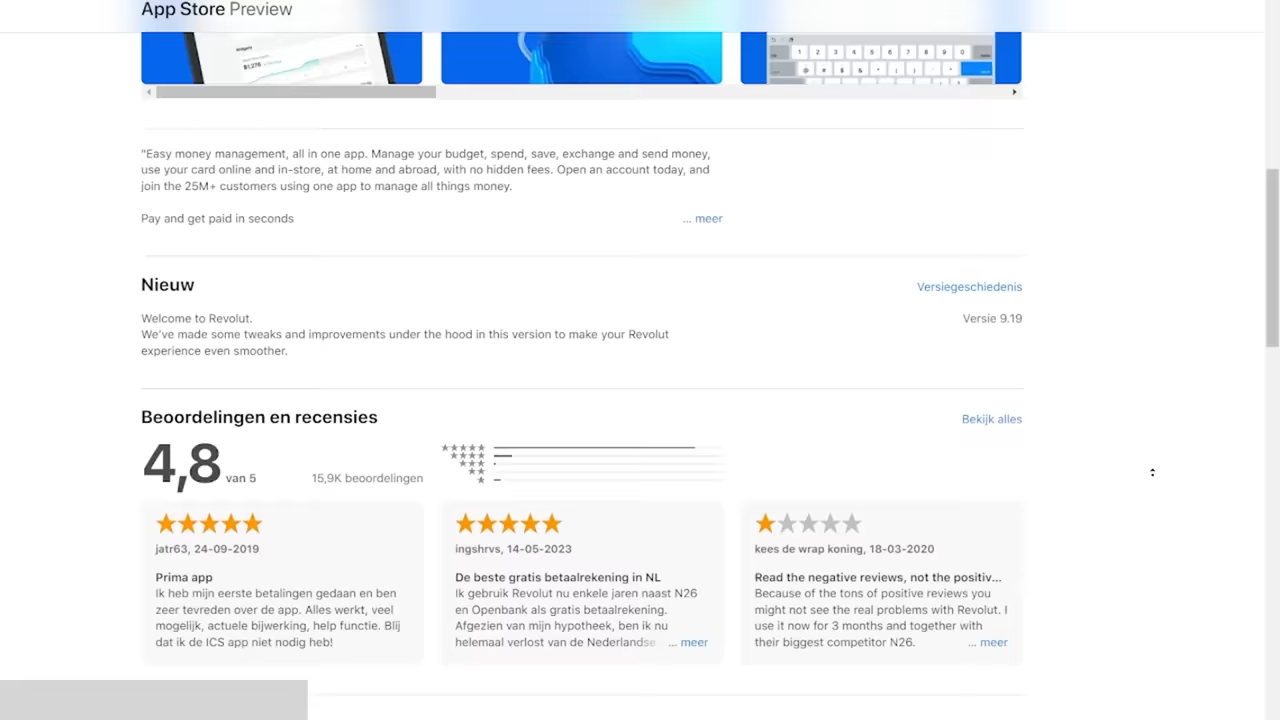 App Store Preview
Widgets
1 2 3 4 5 6 7 8 9 0
"Easy money management, all in one app. Manage your budget, spend, save, exchange and send money,
use your card online and in-store, at home and abroad, with no hidden fees. Open an account today, and
join the 25M+ customers using one app to manage all things money.
Pay and get paid in seconds
... meer
Nieuw
Versiegeschiedenis
Welcome to Revolut.
Versie 9.19
We've made some tweaks and improvements under the hood in this version to make your Revolut
experience even smoother.
Beoordelingen en recensies
Bekijk alles
4,8 van 5
15,9K beoordelingen
jatr63, 24-09-2019
Prima app
Ik heb mijn eerste betalingen gedaan en ben
zeer tevreden over de app. Alles werkt, veel
mogelijk, actuele bijwerking, help functie. Blij
dat ik de ICS app niet nodig heb!
ingshrvs, 14-05-2023
De beste gratis betaalrekening in NL
Ik gebruik Revolut nu enkele jaren naast N26
en Openbank als gratis betaalrekening.
Afgezien van mijn hypotheek, ben ik nu
helemaal verlost van de Nederlandse ... meer
kees de wrap koning, 18-03-2020
Read the negative reviews, not the positiv...
Because of the tons of positive reviews you
might not see the real problems with Revolut. I
use it now for 3 months and together with
their biggest competitor N26. ... meer